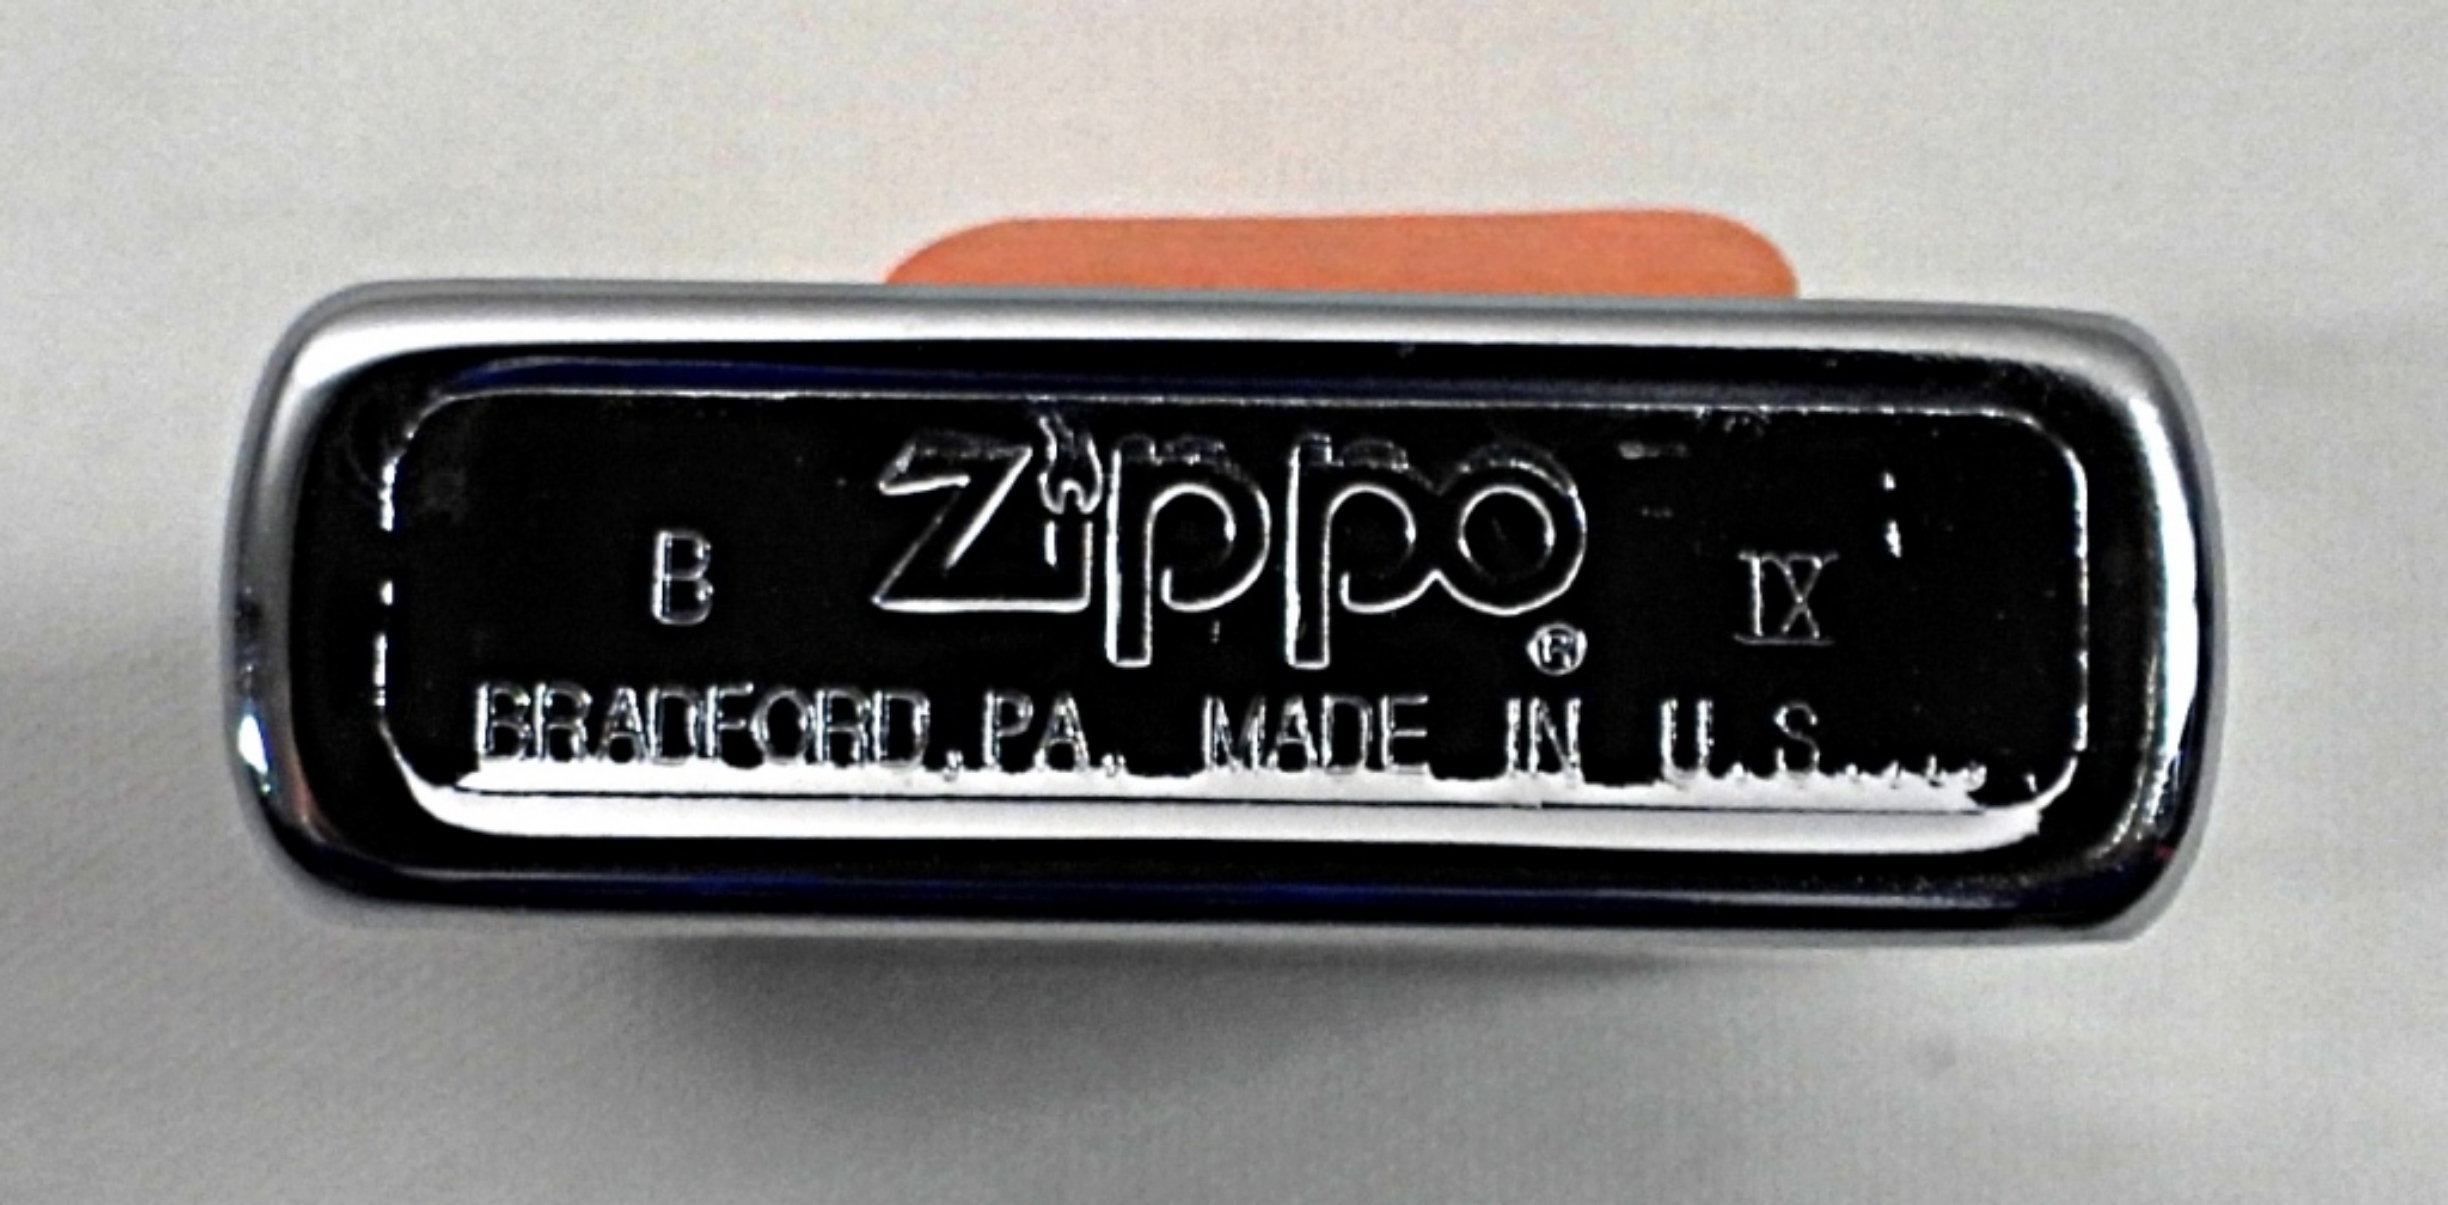 B Zippo ® IX
BRADFORD, PA. MADE IN U.S.